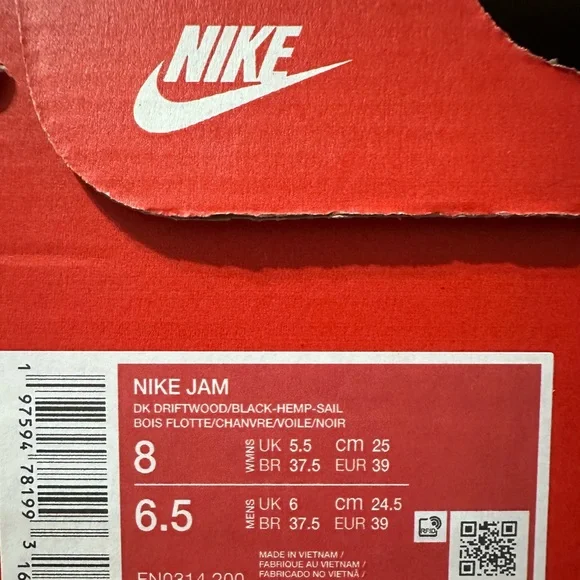 NIKE
NIKE JAM
DK DRIFTWOOD/BLACK-HEMP-SAIL
BOIS FLOTTE/CHANVRE/VOILE/NOIR
8 WMNS UK 5.5 cm 25
BR 37.5 EUR 39
6.5 MENS UK 6 cm 24.5
BR 37.5 EUR 39
RFID
MADE IN VIETNAM /
FABRIQUE AU VIETNAM /
FABRICADO NO VIETNÃ /
FN0314 200
1 97594 78199 3